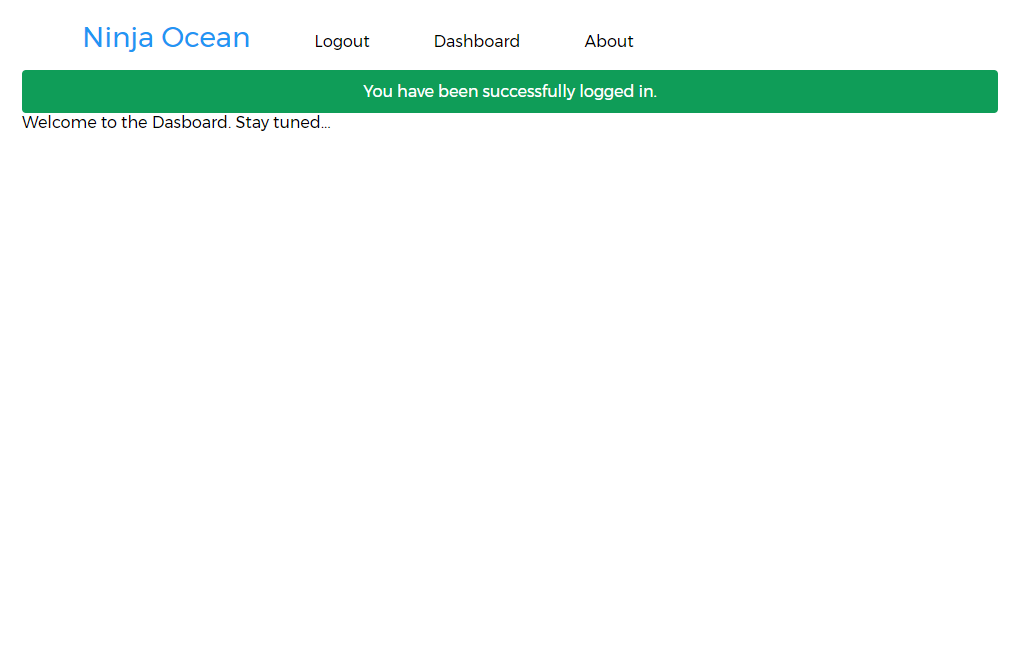 Ninja Ocean Logout Dashboard About
You have been successfully logged in.
Welcome to the Dasboard. Stay tuned...